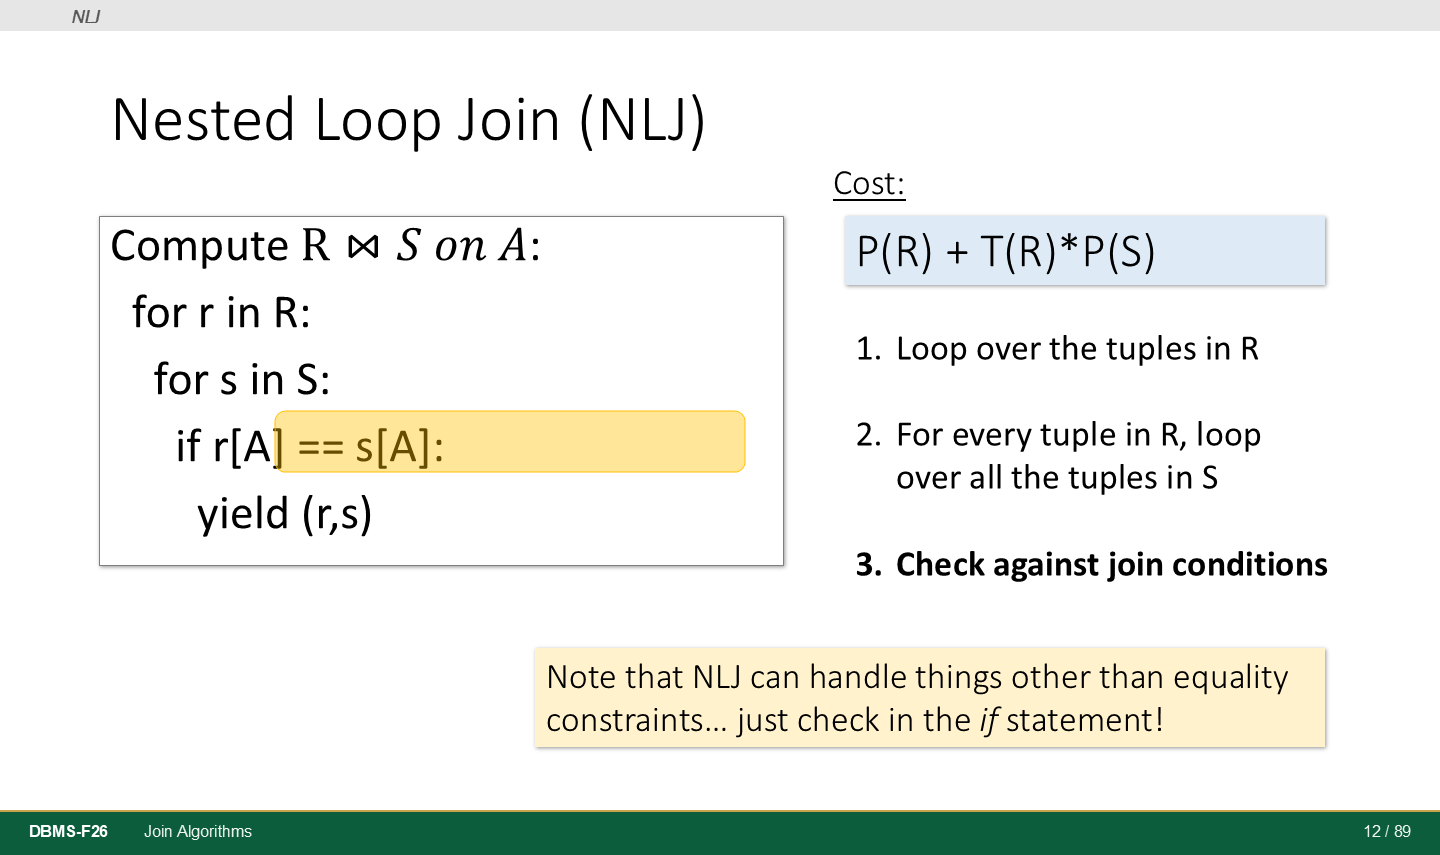 NLJ
Nested Loop Join (NLJ)
Cost:
Compute R ⋈ S on A:
for r in R:
for s in S:
if r[A] == s[A]:
yield (r,s)
P(R) + T(R)*P(S)
1. Loop over the tuples in R
2. For every tuple in R, loop
over all the tuples in S
3. Check against join conditions
Note that NLJ can handle things other than equality
constraints… just check in the if statement!
DBMS-F26 Join Algorithms 12 / 89